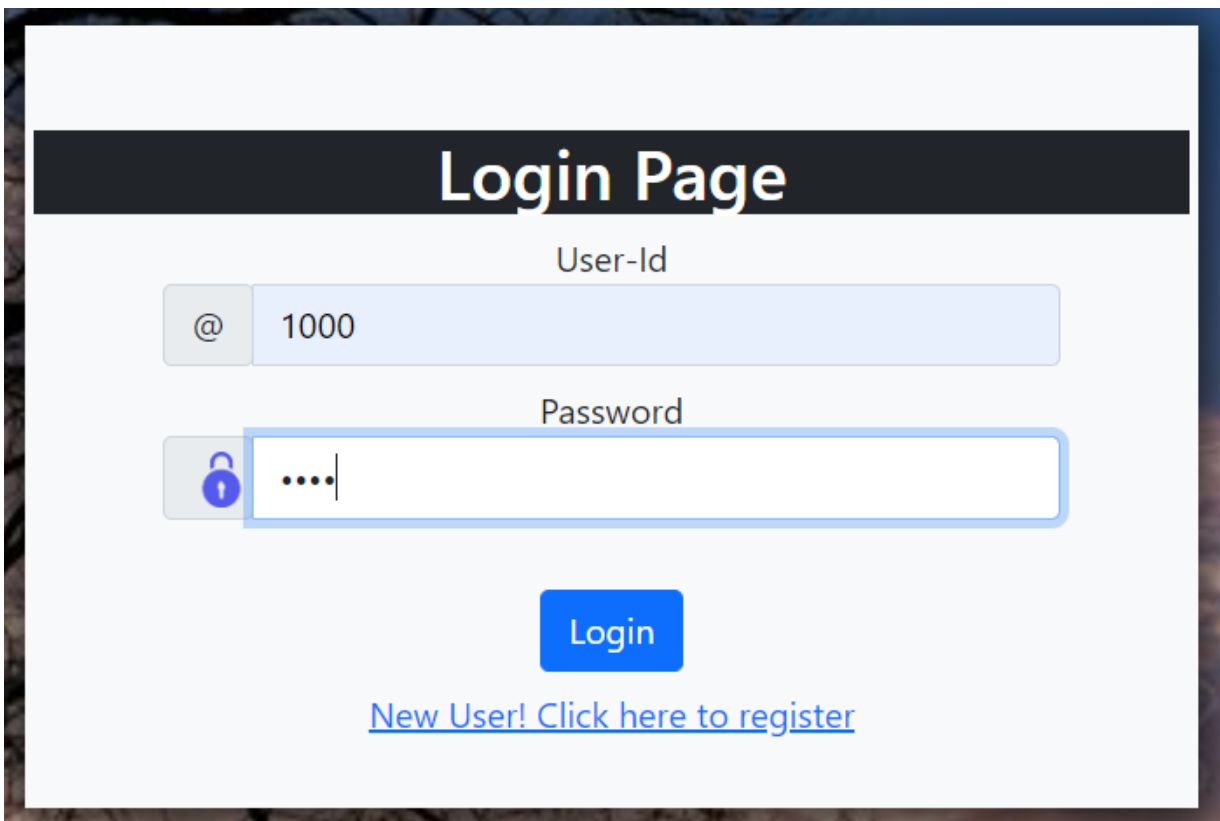 Login Page
User-Id
@ 1000
Password
••••
Login
New User! Click here to register